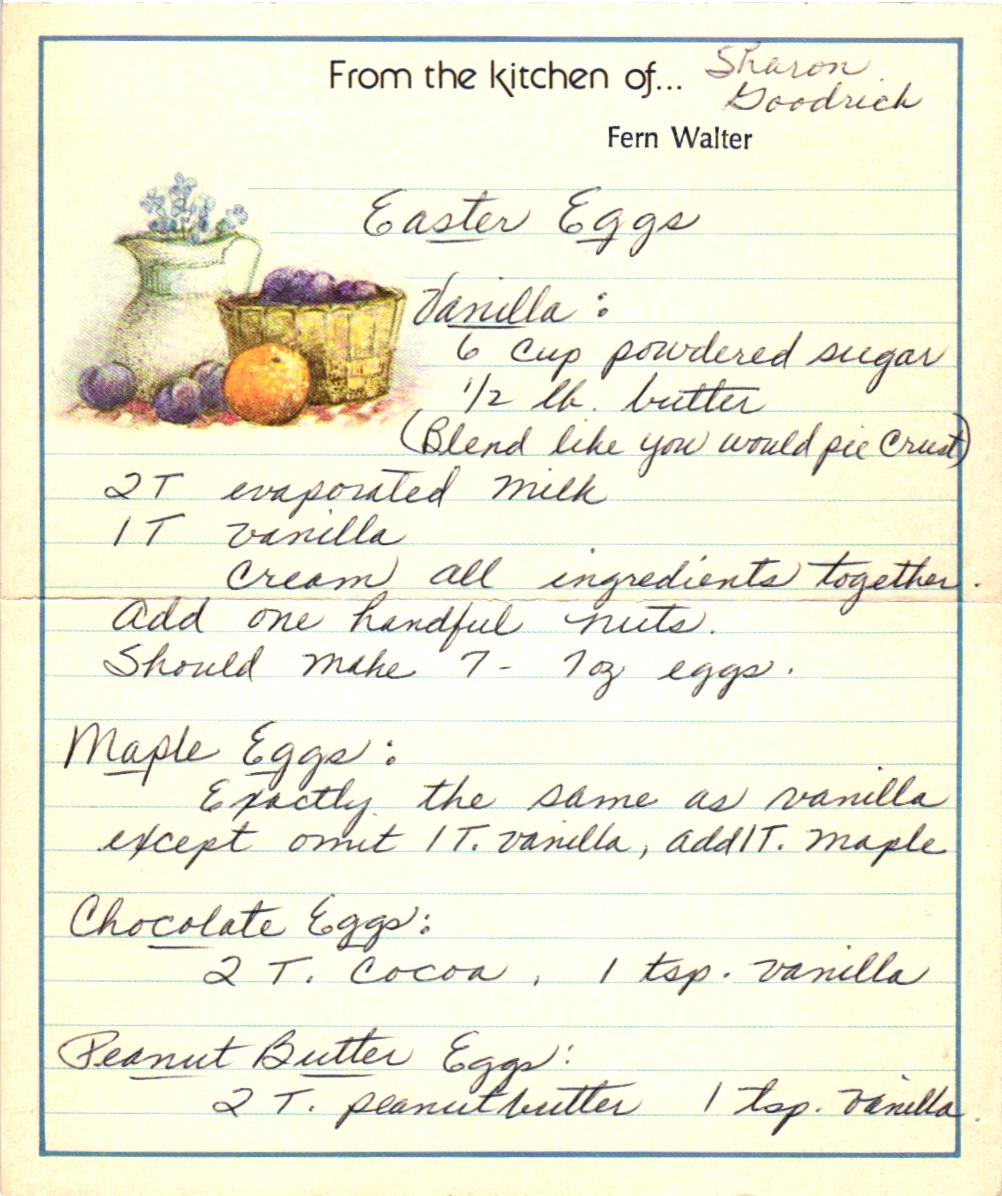 From the kitchen of... Sharon
Goodrich
Fern Walter
Easter Eggs
Vanilla :
6 cup powdered sugar
1/2 lb. butter
(Blend like you would pie crust)
2T evaporated milk
1T vanilla
Cream all ingredients together.
Add one handful nuts.
Should make 7 - 7oz eggs.
Maple Eggs :
Exactly the same as vanilla
except omit 1T. vanilla, add 1T. maple
Chocolate Eggs :
2 T. Cocoa , 1 tsp. vanilla
Peanut Butter Eggs :
2 T. peanut butter 1 tsp. vanilla.